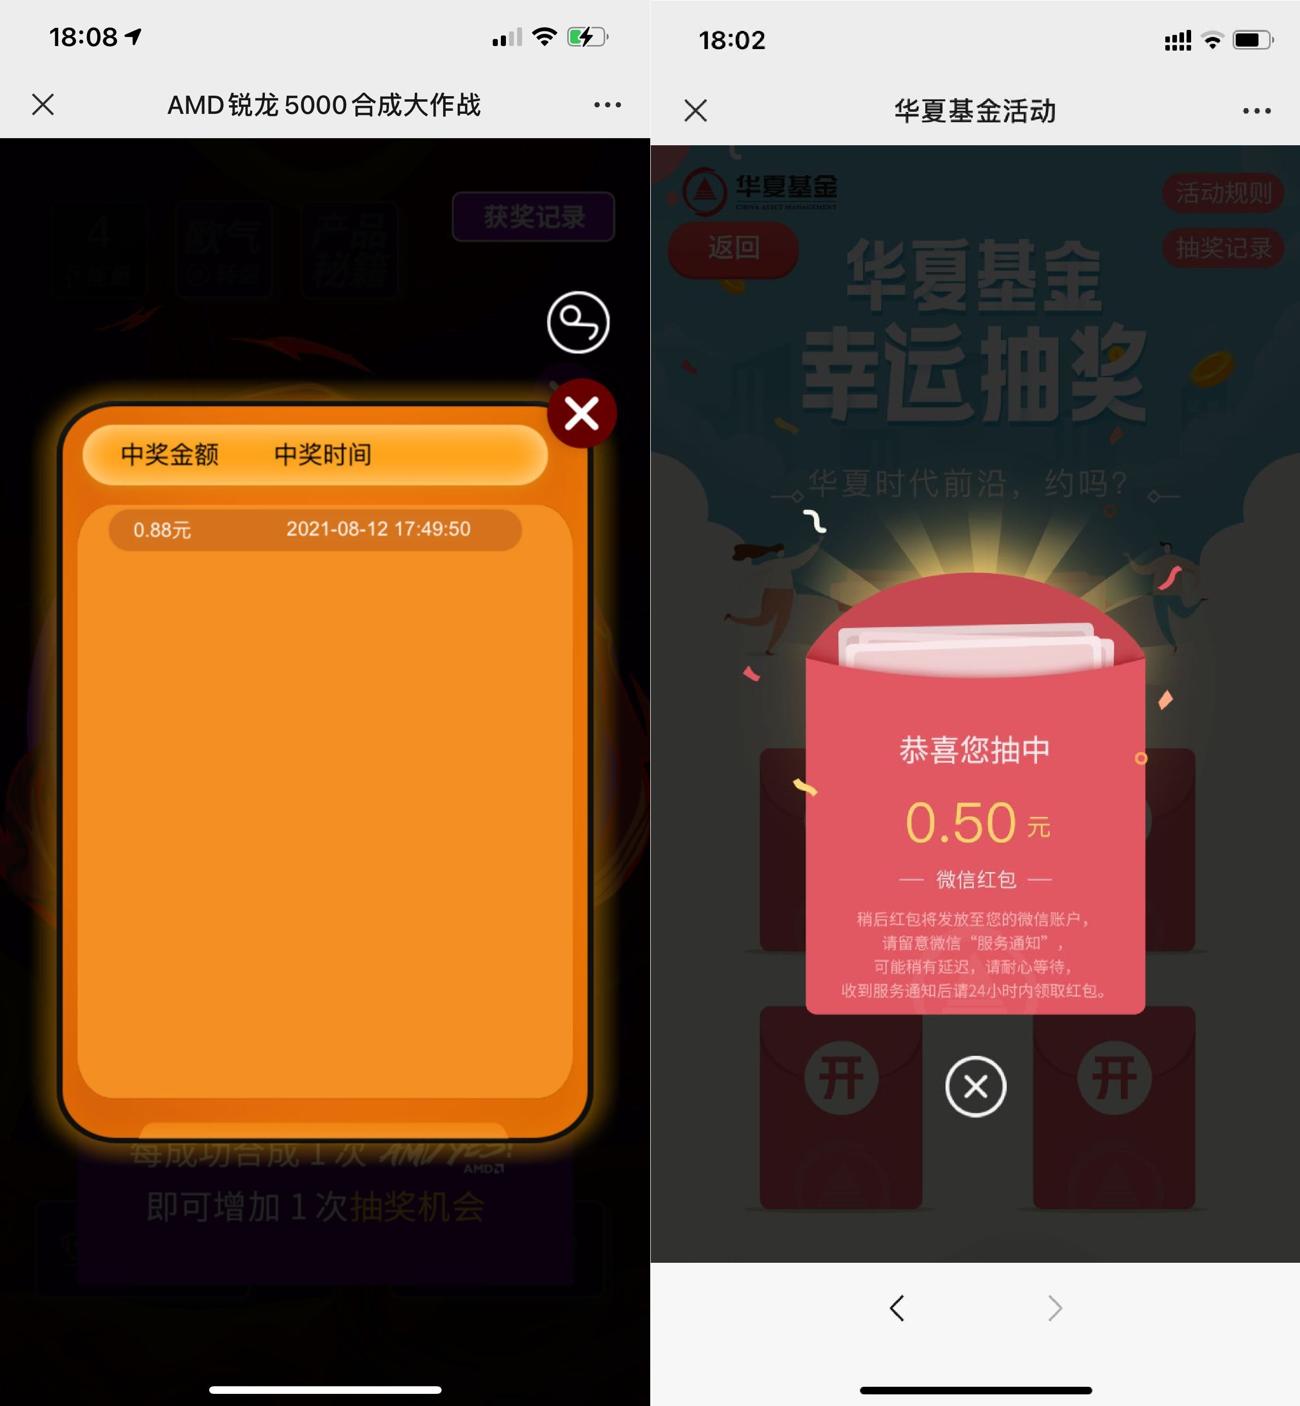 18:08
AMD锐龙5000合成大作战
4
欧气
产品
秘籍
获奖记录
中奖金额 中奖时间
0.88元 2021-08-12 17:49:50
每成功合成1次 AMD YES!
AMD
即可增加1次抽奖机会
18:02
华夏基金活动
华夏基金
CHINA ASSET MANAGEMENT
活动规则
返回
抽奖记录
华夏基金
幸运抽奖
华夏时代前沿，约吗？
恭喜您抽中
0.50元
微信红包
稍后红包将发放至您的微信账户，
请留意微信“服务通知”，
可能稍有延迟，请耐心等待，
收到服务通知后请24小时内领取红包。
开 开